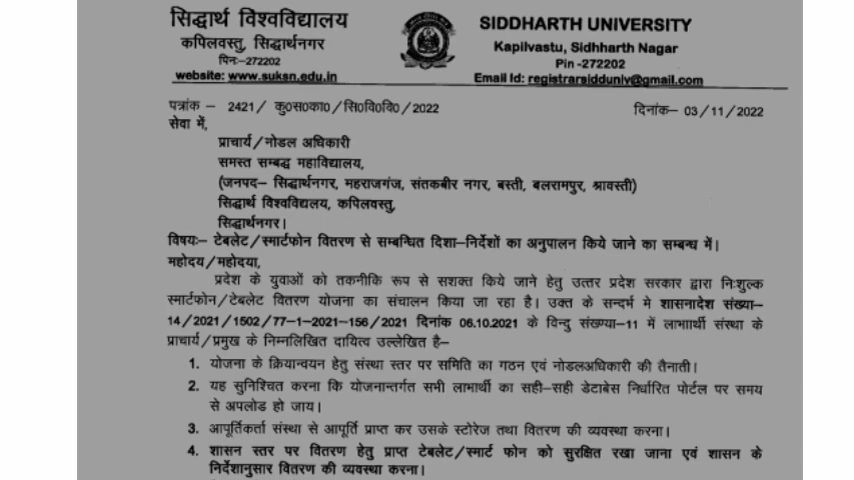 सिद्धार्थ विश्वविद्यालय
कपिलवस्तु, सिद्धार्थनगर
पिनः–272202
website: www.suksn.edu.in
SIDDHARTH UNIVERSITY
Kapilvastu, Sidhharth Nagar
Pin -272202
Email Id: registrarsidduniv@gmail.com
पत्रांक – 2421/ कु0स0का0/सि0वि0वि0/2022
दिनांक– 03/11/2022
सेवा में,
प्राचार्य/नोडल अधिकारी
समस्त सम्बद्ध महाविद्यालय,
(जनपद– सिद्धार्थनगर, महराजगंज, संतकबीर नगर, बस्ती, बलरामपुर, श्रावस्ती)
सिद्धार्थ विश्वविद्यालय, कपिलवस्तु,
सिद्धार्थनगर।
विषयः– टेबलेट/स्मार्टफोन वितरण से सम्बन्धित दिशा–निर्देशों का अनुपालन किये जाने का सम्बन्ध में।
महोदय/महोदया,
प्रदेश के युवाओं को तकनीकि रूप से सशक्त किये जाने हेतु उत्तर प्रदेश सरकार द्वारा निःशुल्क
स्मार्टफोन/टेबलेट वितरण योजना का संचालन किया जा रहा है। उक्त के सन्दर्भ मे शासनादेश संख्या–
14/2021/1502/77-1-2021-156/2021 दिनांक 06.10.2021 के विन्दु संख्या–11 में लाभाार्थी संस्था के
प्राचार्य/प्रमुख के निम्नलिखित दायित्व उल्लेखित है–
1. योजना के क्रियान्वयन हेतु संस्था स्तर पर समिति का गठन एवं नोडलअधिकारी की तैनाती।
2. यह सुनिश्चित करना कि योजनान्तर्गत सभी लाभार्थी का सही–सही डेटाबेस निर्धारित पोर्टल पर समय
से अपलोड हो जाय।
3. आपूर्तिकर्ता संस्था से आपूर्ति प्राप्त कर उसके स्टोरेज तथा वितरण की व्यवस्था करना।
4. शासन स्तर पर वितरण हेतु प्राप्त टेबलेट/स्मार्ट फोन को सुरक्षित रखा जाना एवं शासन के
निर्देशानुसार वितरण की व्यवस्था करना।